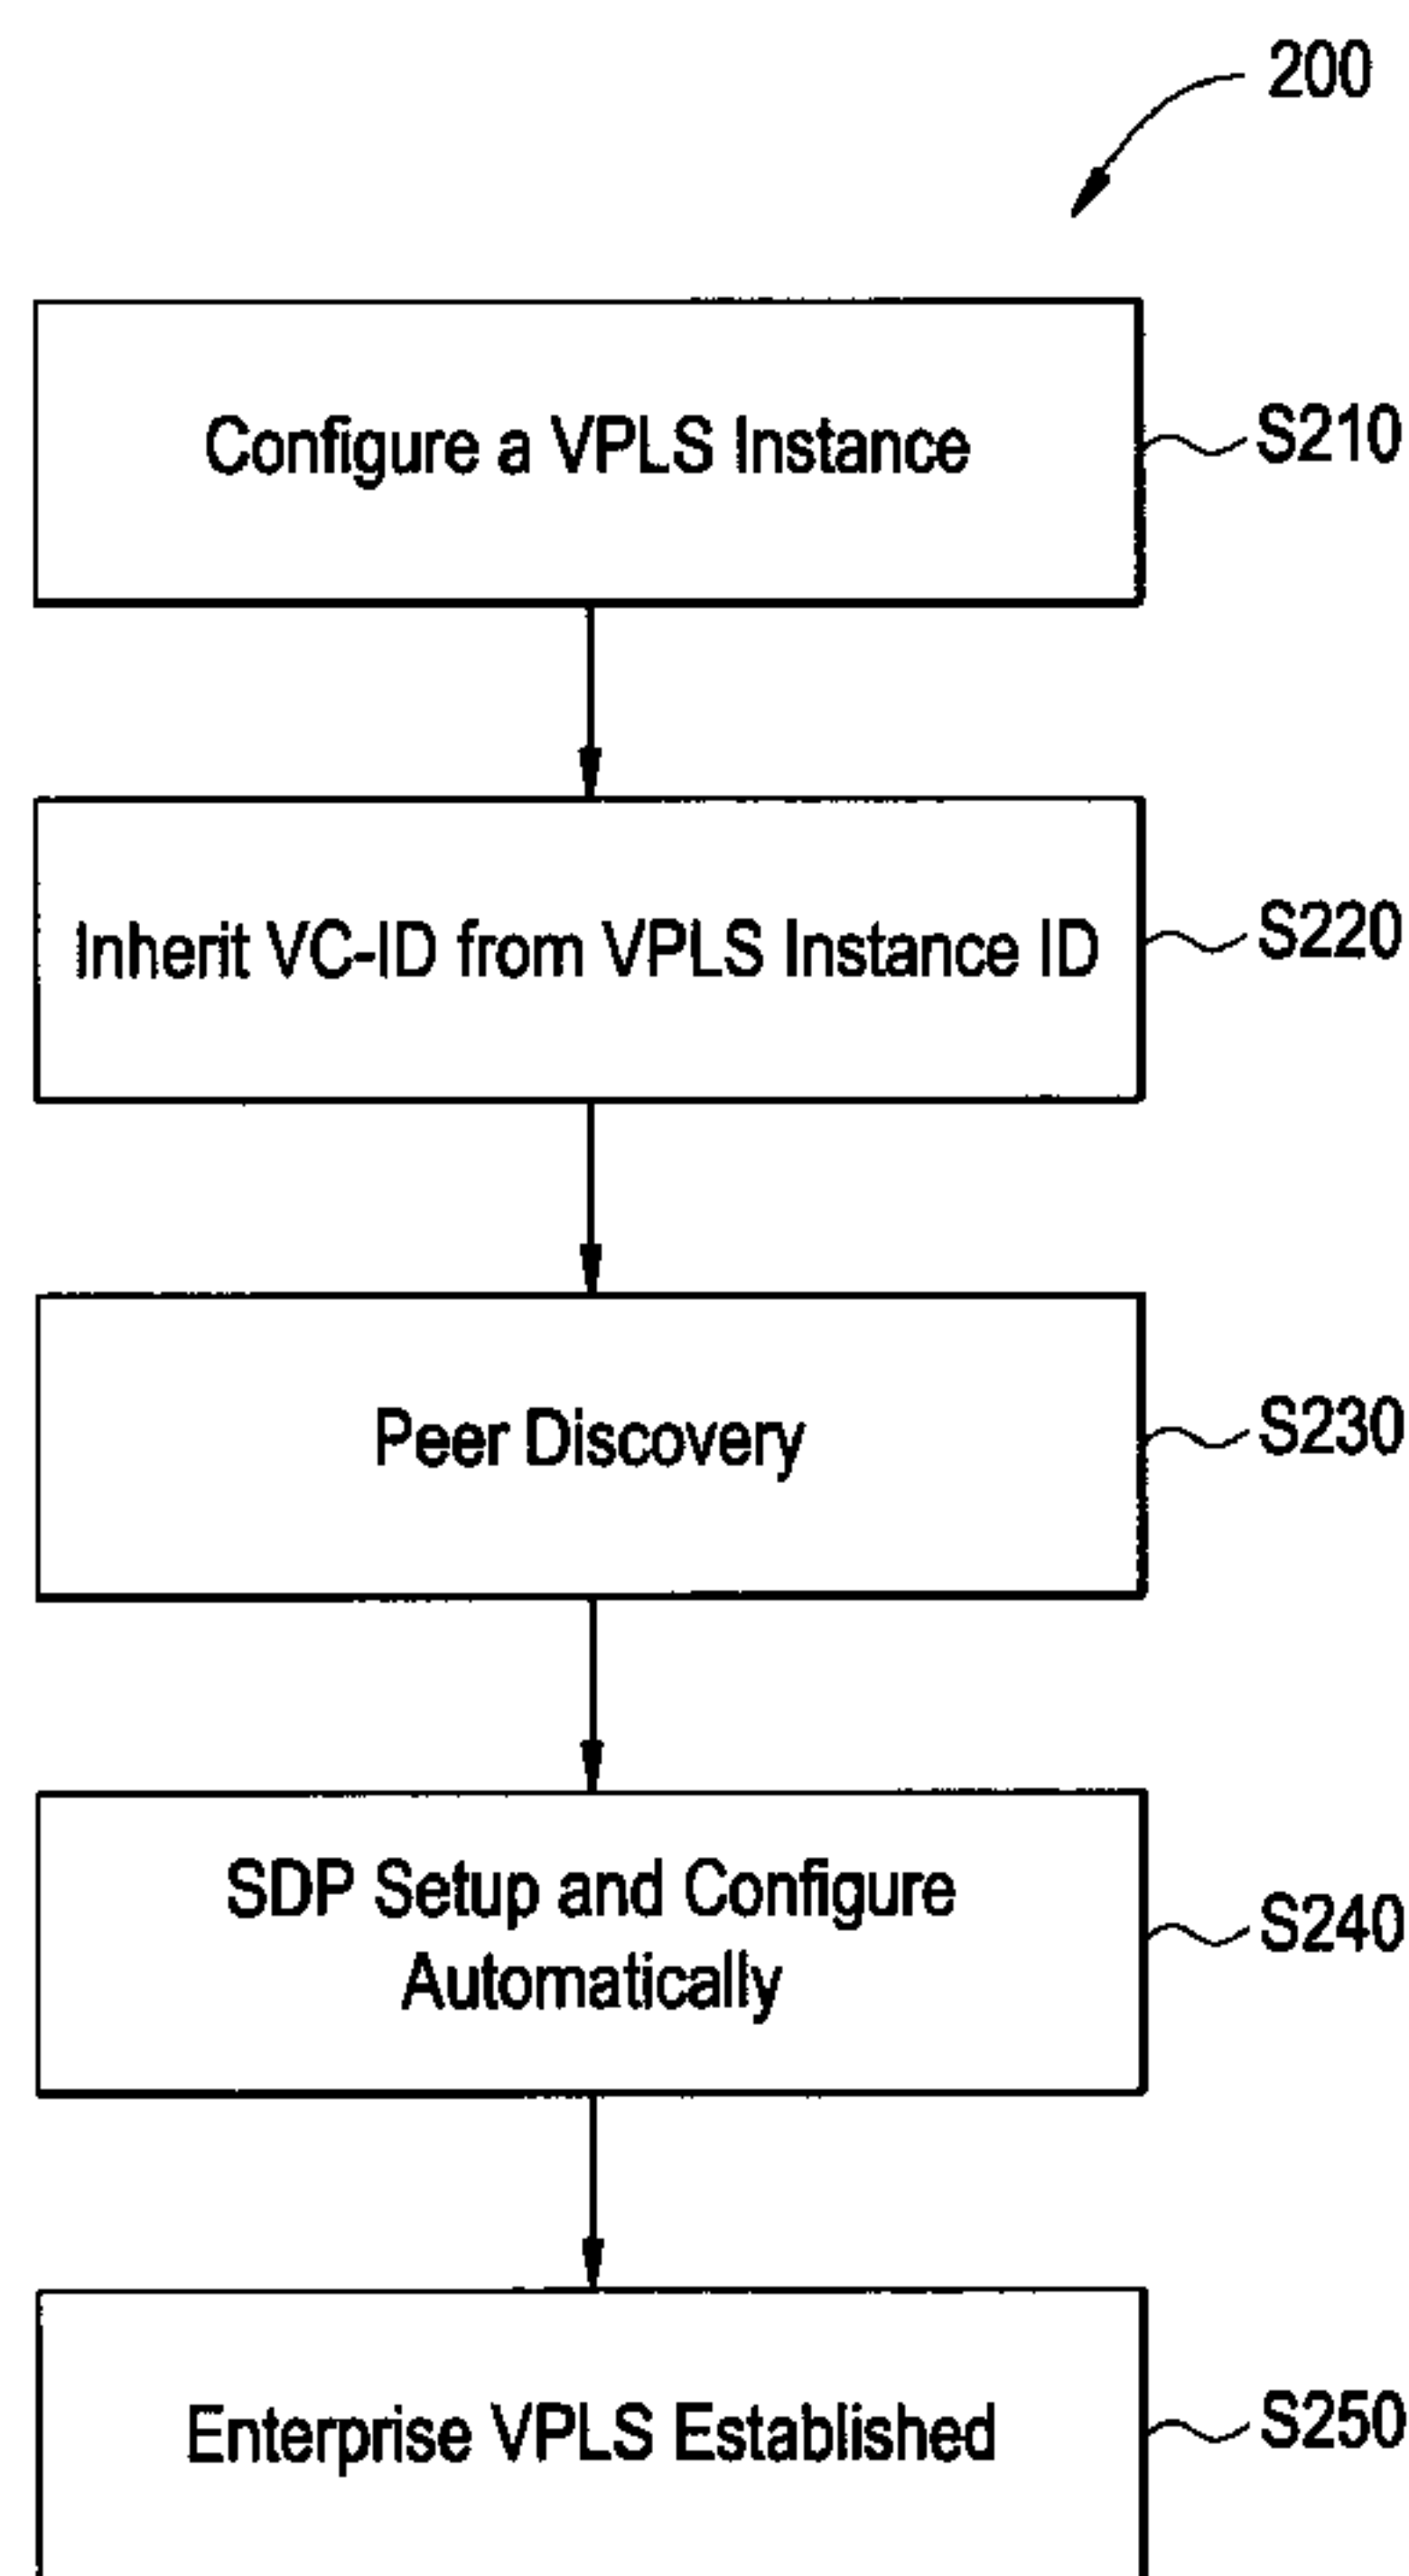 200
Configure a VPLS Instance
S210
Inherit VC-ID from VPLS Instance ID
S220
Peer Discovery
S230
SDP Setup and Configure
Automatically
S240
Enterprise VPLS Established
S250